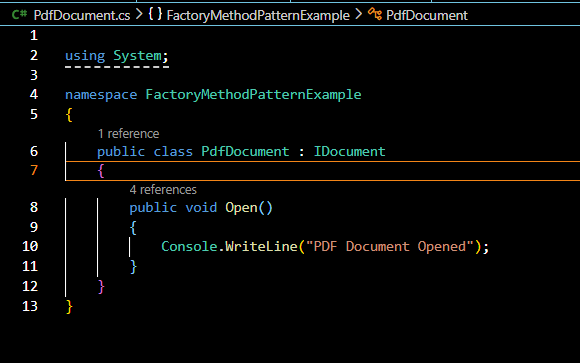 C# PdfDocument.cs > {} FactoryMethodPatternExample > PdfDocument
1
2 using System;
3
4 namespace FactoryMethodPatternExample
5 {
1 reference
6 public class PdfDocument : IDocument
7 {
4 references
8 public void Open()
9 {
10 Console.WriteLine("PDF Document Opened");
11 }
12 }
13 }